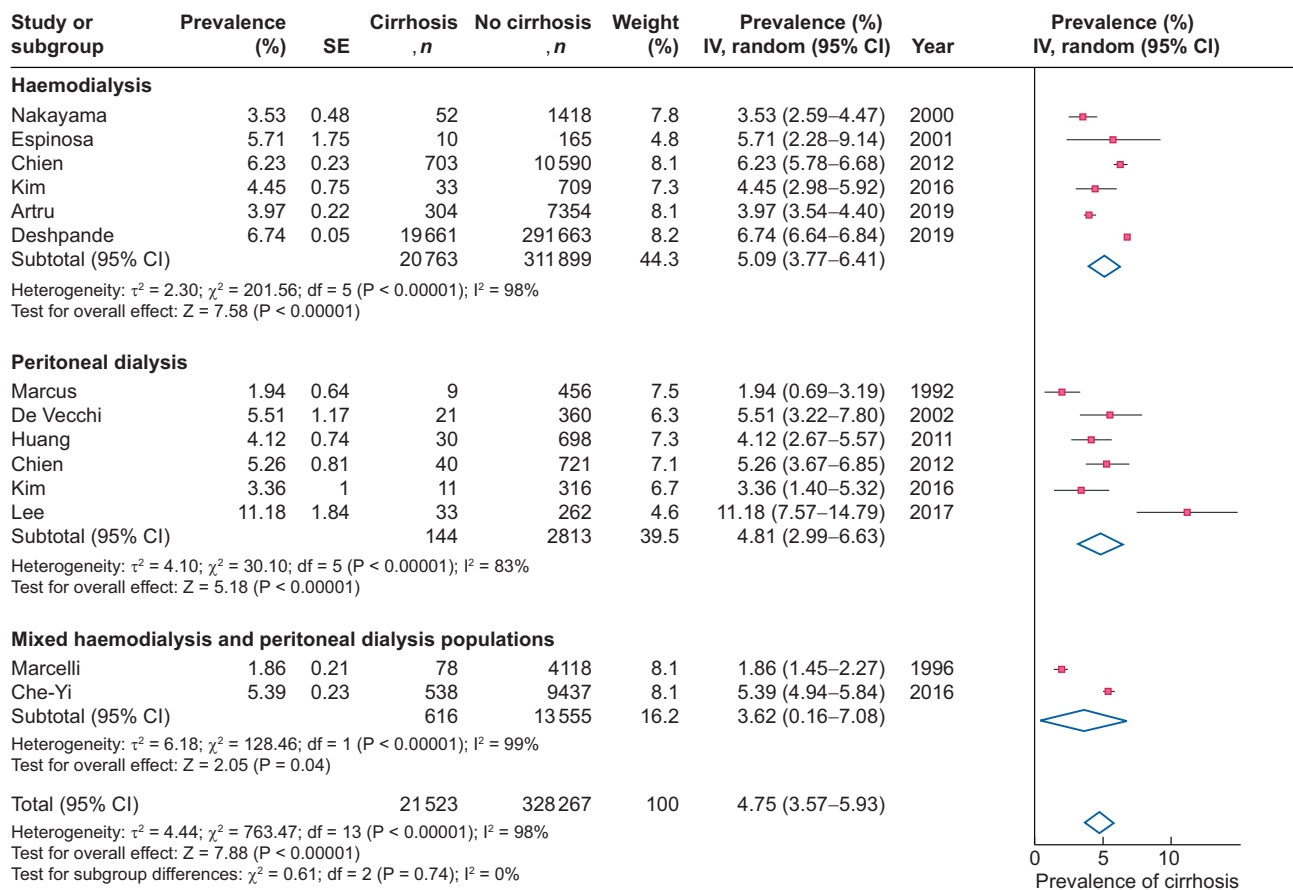 Study or subgroup Prevalence (%) SE Cirrhosis, n No cirrhosis, n Weight (%) Prevalence (%) IV, random (95% CI) Year Prevalence (%) IV, random (95% CI)
Haemodialysis
Nakayama 3.53 0.48 52 1418 7.8 3.53 (2.59–4.47) 2000
Espinosa 5.71 1.75 10 165 4.8 5.71 (2.28–9.14) 2001
Chien 6.23 0.23 703 10 590 8.1 6.23 (5.78–6.68) 2012
Kim 4.45 0.75 33 709 7.3 4.45 (2.98–5.92) 2016
Artru 3.97 0.22 304 7354 8.1 3.97 (3.54–4.40) 2019
Deshpande 6.74 0.05 19 661 291 663 8.2 6.74 (6.64–6.84) 2019
Subtotal (95% CI) 20 763 311 899 44.3 5.09 (3.77–6.41)
Heterogeneity: τ² = 2.30; χ² = 201.56; df = 5 (P < 0.00001); I² = 98%
Test for overall effect: Z = 7.58 (P < 0.00001)
Peritoneal dialysis
Marcus 1.94 0.64 9 456 7.5 1.94 (0.69–3.19) 1992
De Vecchi 5.51 1.17 21 360 6.3 5.51 (3.22–7.80) 2002
Huang 4.12 0.74 30 698 7.3 4.12 (2.67–5.57) 2011
Chien 5.26 0.81 40 721 7.1 5.26 (3.67–6.85) 2012
Kim 3.36 1 11 316 6.7 3.36 (1.40–5.32) 2016
Lee 11.18 1.84 33 262 4.6 11.18 (7.57–14.79) 2017
Subtotal (95% CI) 144 2813 39.5 4.81 (2.99–6.63)
Heterogeneity: τ² = 4.10; χ² = 30.10; df = 5 (P < 0.00001); I² = 83%
Test for overall effect: Z = 5.18 (P < 0.00001)
Mixed haemodialysis and peritoneal dialysis populations
Marcelli 1.86 0.21 78 4118 8.1 1.86 (1.45–2.27) 1996
Che-Yi 5.39 0.23 538 9437 8.1 5.39 (4.94–5.84) 2016
Subtotal (95% CI) 616 13 555 16.2 3.62 (0.16–7.08)
Heterogeneity: τ² = 6.18; χ² = 128.46; df = 1 (P < 0.00001); I² = 99%
Test for overall effect: Z = 2.05 (P = 0.04)
Total (95% CI) 21 523 328 267 100 4.75 (3.57–5.93)
Heterogeneity: τ² = 4.44; χ² = 763.47; df = 13 (P < 0.00001); I² = 98%
Test for overall effect: Z = 7.88 (P < 0.00001)
Test for subgroup differences: χ² = 0.61; df = 2 (P = 0.74); I² = 0%
0 5 10
Prevalence of cirrhosis